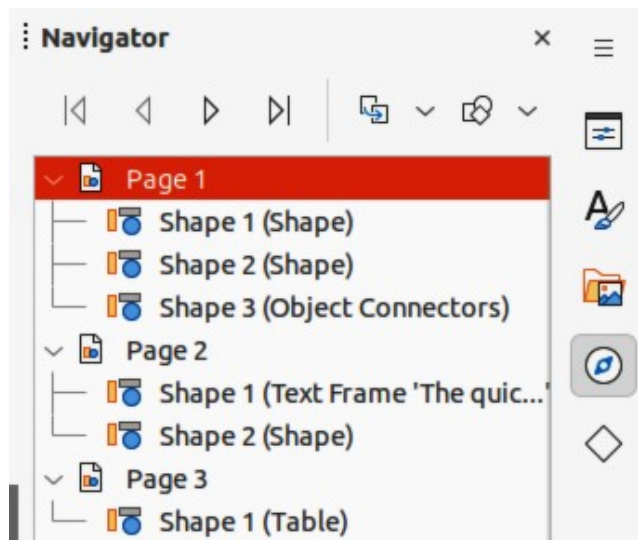 Navigator
Page 1
Shape 1 (Shape)
Shape 2 (Shape)
Shape 3 (Object Connectors)
Page 2
Shape 1 (Text Frame 'The quic...'
Shape 2 (Shape)
Page 3
Shape 1 (Table)